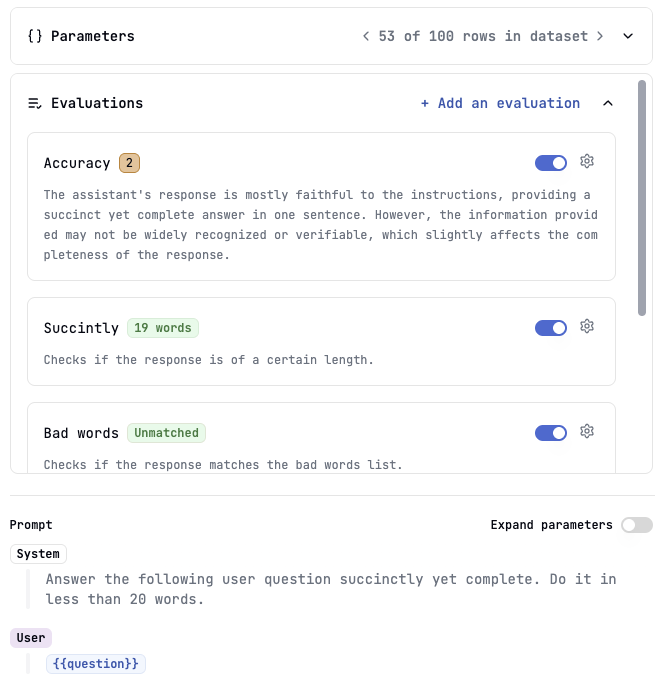 {} Parameters
< 53 of 100 rows in dataset >
Evaluations
+ Add an evaluation
Accuracy 2
The assistant's response is mostly faithful to the instructions, providing a
succinct yet complete answer in one sentence. However, the information provid
ed may not be widely recognized or verifiable, which slightly affects the com
pleteness of the response.
Succintly 19 words
Checks if the response is of a certain length.
Bad words Unmatched
Checks if the response matches the bad words list.
Prompt
Expand parameters
System
Answer the following user question succinctly yet complete. Do it in
less than 20 words.
User
{{question}}